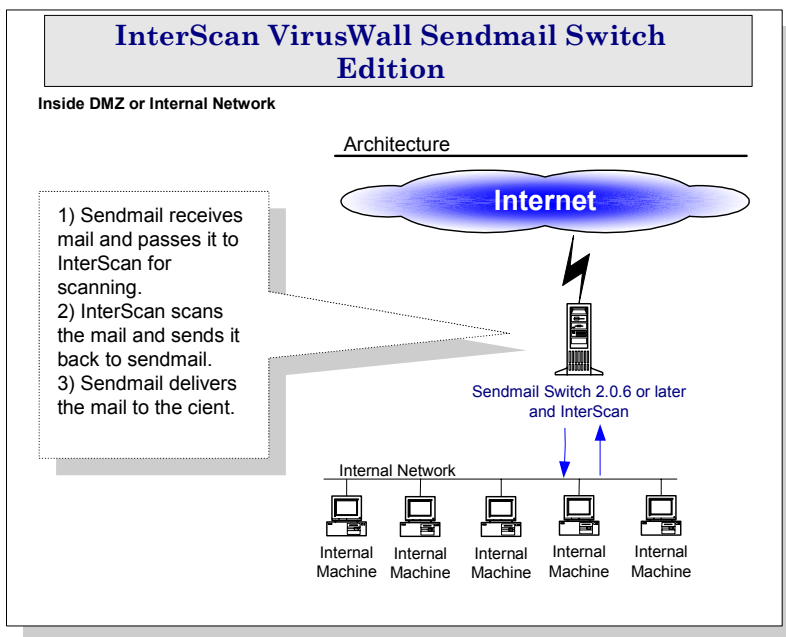 InterScan VirusWall Sendmail Switch
Edition
Inside DMZ or Internal Network
Architecture
Internet
1) Sendmail receives
mail and passes it to
InterScan for
scanning.
2) InterScan scans
the mail and sends it
back to sendmail.
3) Sendmail delivers
the mail to the cient.
Sendmail Switch 2.0.6 or later
and InterScan
Internal Network
Internal
Machine
Internal
Machine
Internal
Machine
Internal
Machine
Internal
Machine